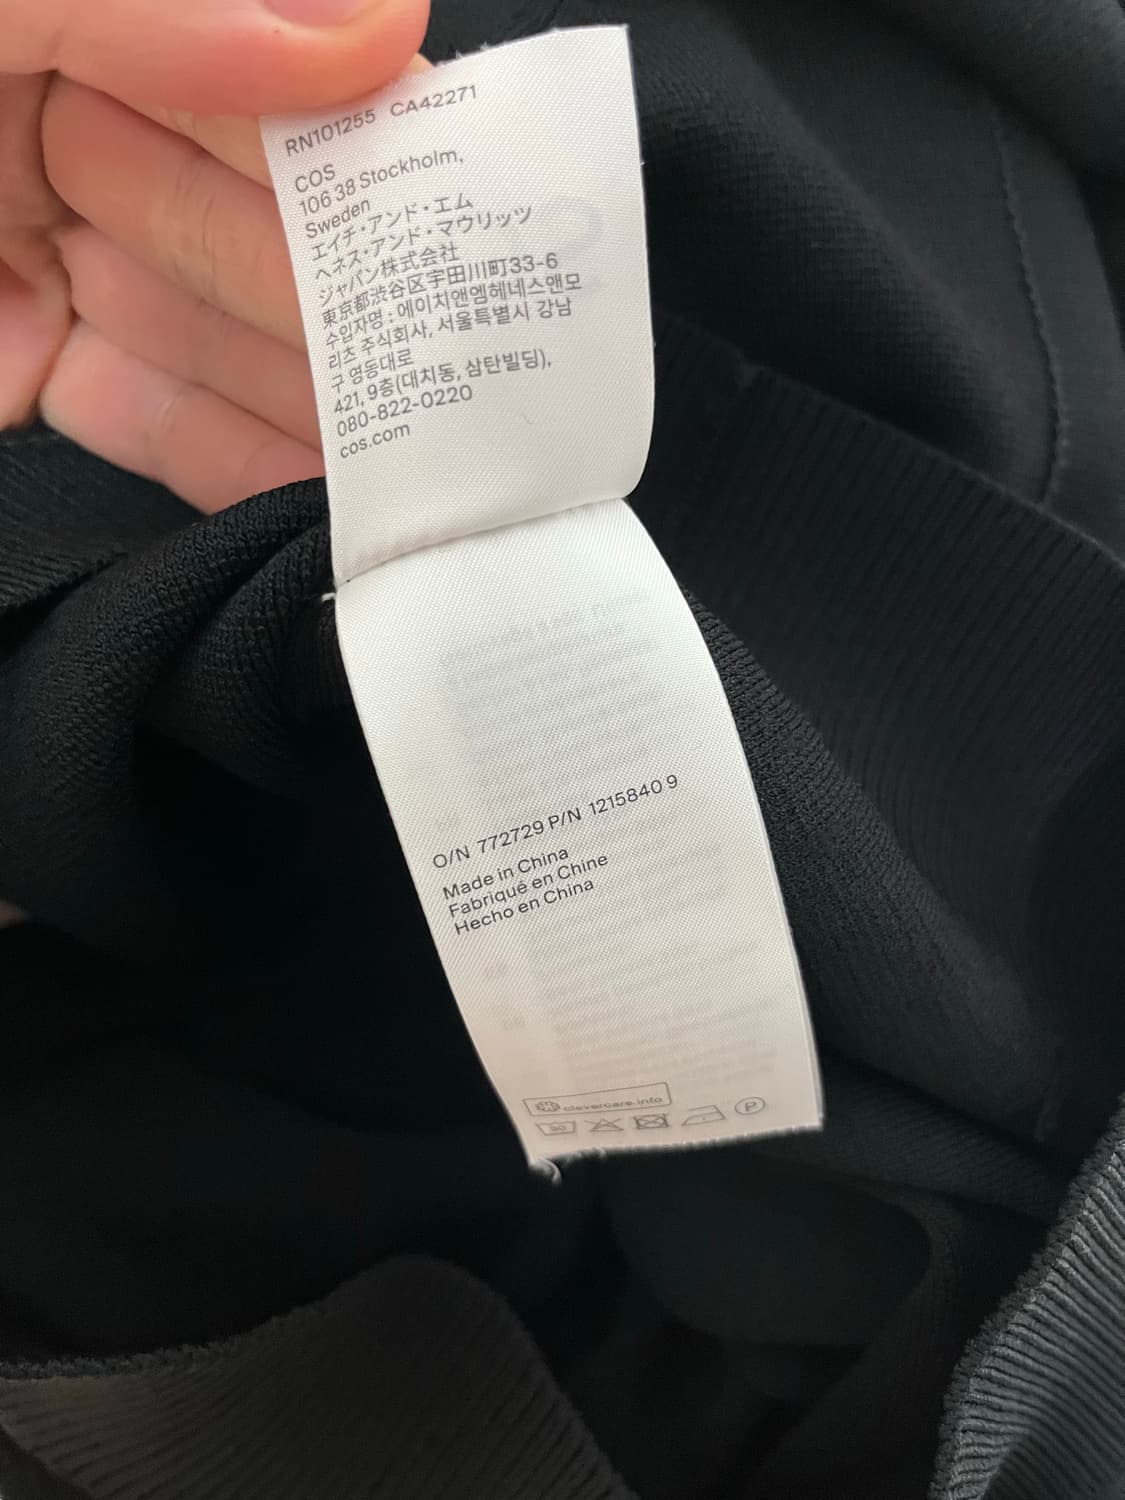 RN101255 CA42271
COS
106 38 Stockholm,
Sweden
エイチ・アンド・エム
ヘネス・アンド・マウリッツ
ジャパン株式会社
東京都渋谷区宇田川町33-6
수입자명 : 에이치앤엠헤네스앤모
리츠 주식회사, 서울특별시 강남
구 영동대로
421, 9층(대치동, 삼탄빌딩),
080-822-0220
cos.com
O/N 772729 P/N 1215840 9
Made in China
Fabriqué en Chine
Hecho en China
clevercare.info
30
P